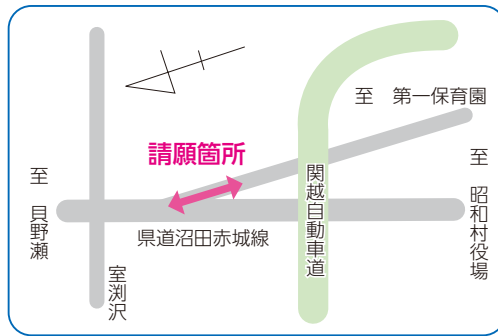 至　第一保育園
請願箇所
至　貝野瀬
県道沼田赤城線
関越自動車道
至　昭和村役場
室渕沢